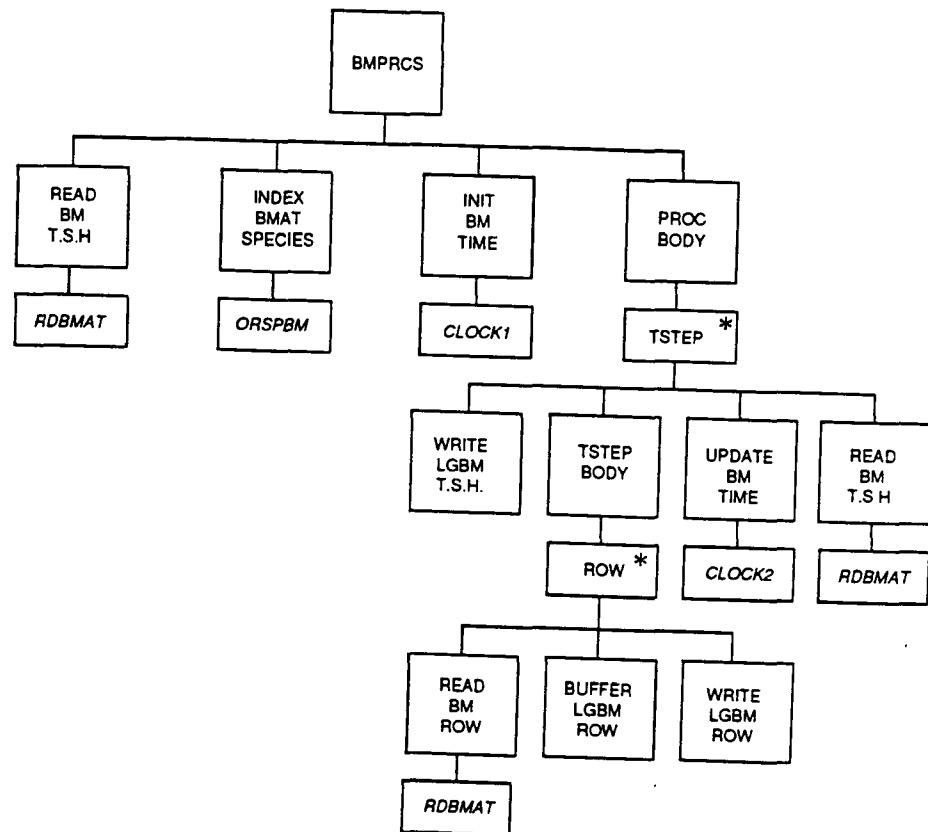 BMPRCS
READ
BM
T.S.H
INDEX
BMAT
SPECIES
INIT
BM
TIME
PROC
BODY
RDBMAT
ORSPBM
CLOCK1
TSTEP *
WRITE
LGBM
T.S.H.
TSTEP
BODY
UPDATE
BM
TIME
READ
BM
T.S H
ROW *
CLOCK2
RDBMAT
READ
BM
ROW
BUFFER
LGBM
ROW
WRITE
LGBM
ROW
RDBMAT